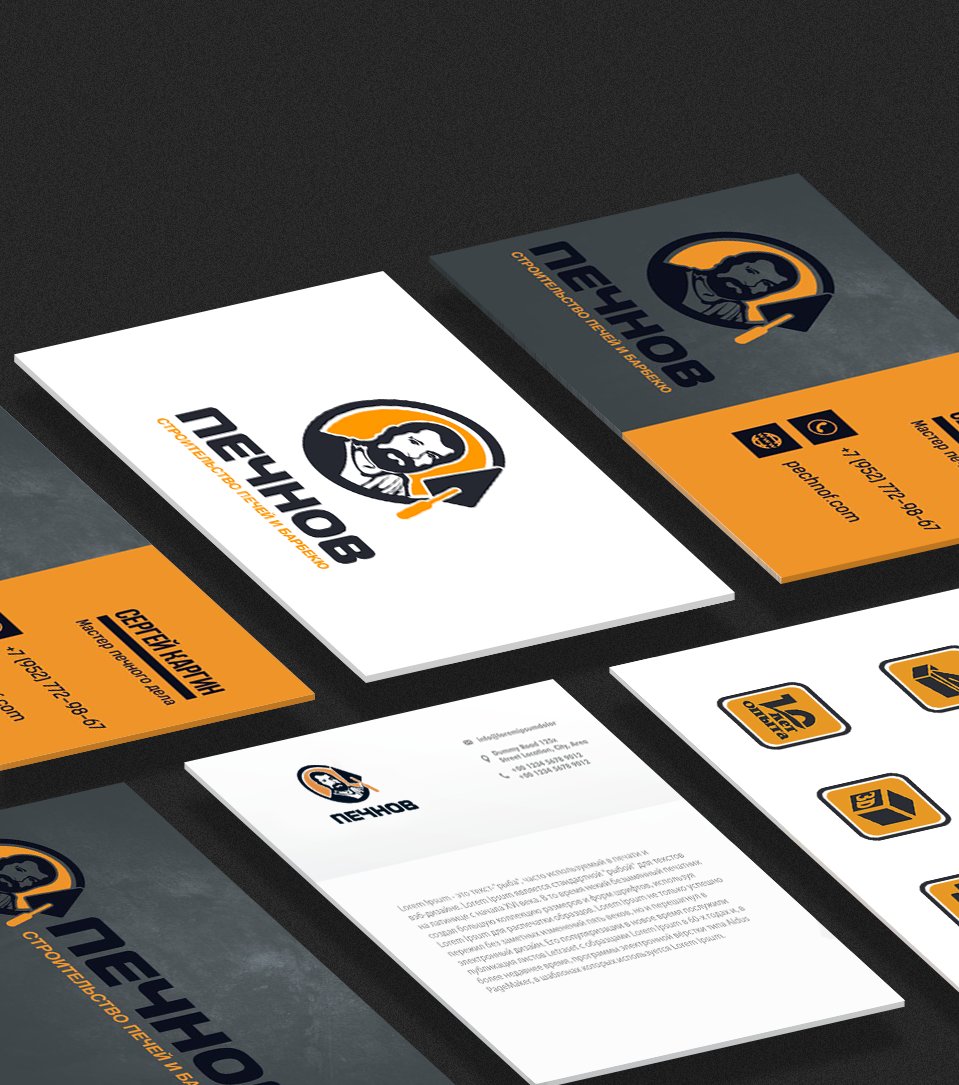 ПЕЧНОВ
СТРОИТЕЛЬСТВО ПЕЧЕЙ И БАРБЕКЮ
+7 (952) 772-98-67
pechnof.com
Мастер
ПЕЧНОВ
СТРОИТЕЛЬСТВО ПЕЧЕЙ И БАРБЕКЮ
СЕРГЕЙ КАРГИН
Мастер печного дела
+7 (952) 772-98-67
10
лет
опыта
3D
ПЕЧНОВ
info@loremipsumdolor
Dummy Road 125x
Street Location, City, Area
+00 1234 5678 9012
+00 1234 5678 9012
Lorem Ipsum - это текст-"рыба", часто используемый в печати и
вэб-дизайне. Lorem Ipsum является стандартной "рыбой" для текстов
на латинице с начала XVI века. В то время некий безымянный печатник
создал большую коллекцию размеров и форм шрифтов, используя
Lorem Ipsum для распечатки образцов. Lorem Ipsum не только успешно
пережил без заметных изменений пять веков, но и перешагнул в
электронный дизайн. Его популяризации в новое время послужили
публикация листов Letraset с образцами Lorem Ipsum в 60-х годах и, в
более недавнее время, программы электронной вёрстки типа Aldus
PageMaker, в шаблонах которых используется Lorem Ipsum.
ПЕЧНОВ
СТРОИТЕЛЬСТВО ПЕЧЕЙ И БАРБЕКЮ